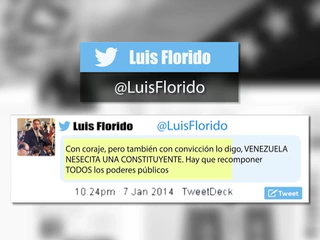 Luis Florido
@LuisFlorido
Luis Florido @LuisFlorido
Con coraje, pero también con convicción lo digo, VENEZUELA
NESECITA UNA CONSTITUYENTE. Hay que recomponer
TODOS los poderes públicos
10:24pm 7 Jan 2014 TweetDeck
Tweet